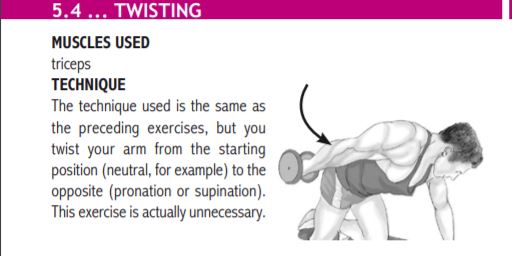 5.4 ... TWISTING
MUSCLES USED
triceps
TECHNIQUE
The technique used is the same as
the preceding exercises, but you
twist your arm from the starting
position (neutral, for example) to the
opposite (pronation or supination).
This exercise is actually unnecessary.